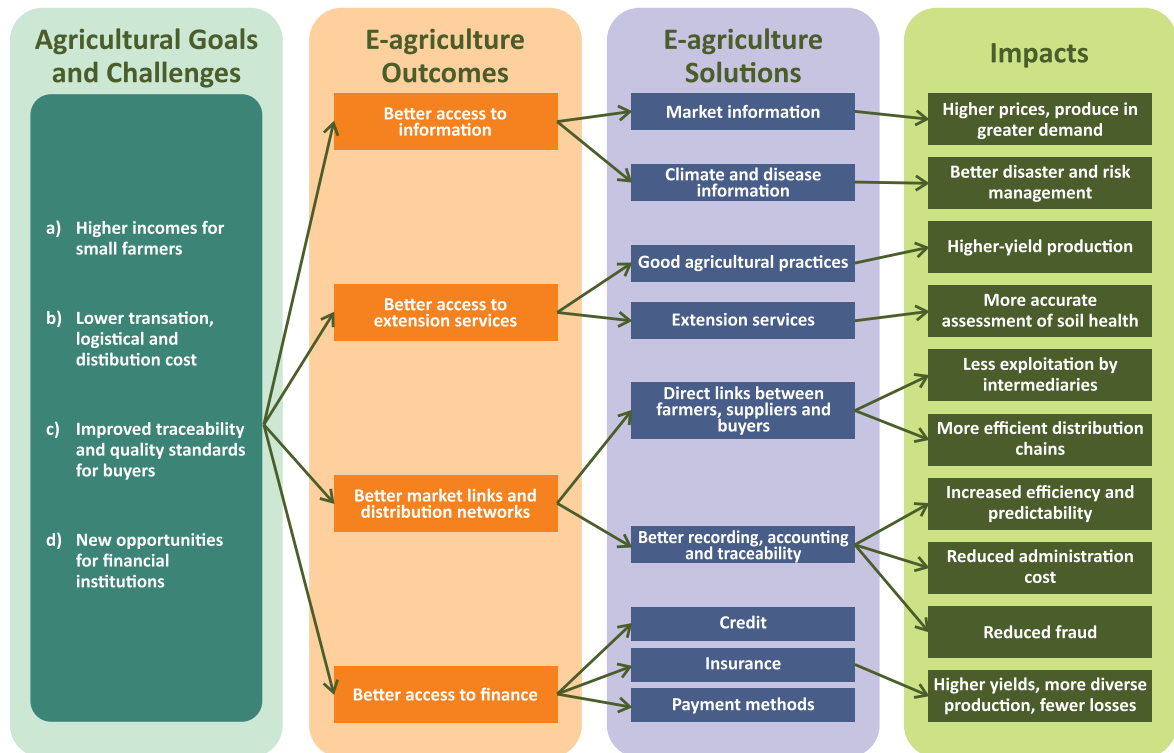 Agricultural Goals
and Challenges
a) Higher incomes for
small farmers
b) Lower transation,
logistical and
distibution cost
c) Improved traceability
and quality standards
for buyers
d) New opportunities
for financial
institutions
E-agriculture
Outcomes
Better access to
information
Better access to
extension services
Better market links and
distribution networks
Better access to finance
E-agriculture
Solutions
Market information
Climate and disease
information
Good agricultural practices
Extension services
Direct links between
farmers, suppliers and
buyers
Better recording, accounting
and traceability
Credit
Insurance
Payment methods
Impacts
Higher prices, produce in
greater demand
Better disaster and risk
management
Higher-yield production
More accurate
assessment of soil health
Less exploitation by
intermediaries
More efficient distribution
chains
Increased efficiency and
predictability
Reduced administration
cost
Reduced fraud
Higher yields, more diverse
production, fewer losses